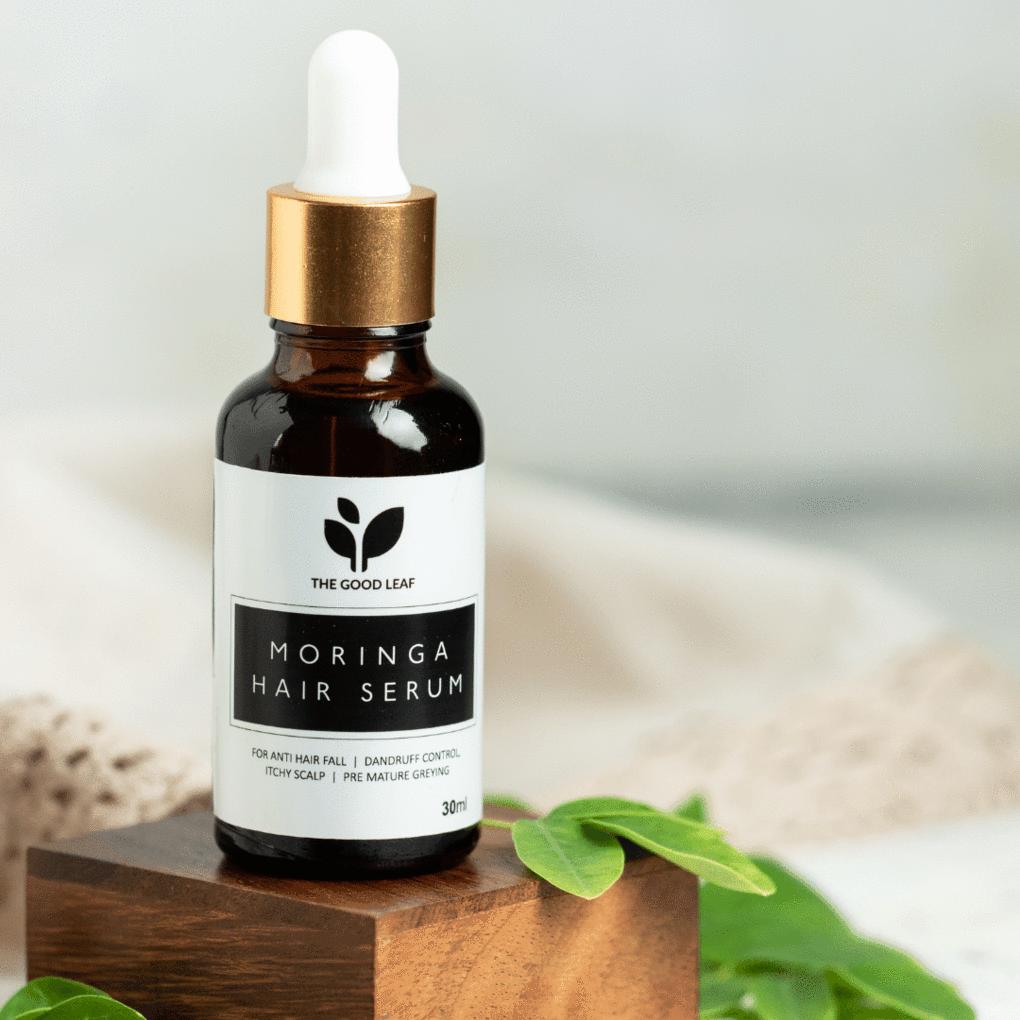 THE GOOD LEAF
MORINGA
HAIR SERUM
FOR ANTI HAIR FALL | DANDRUFF CONTROL,
ITCHY SCALP | PRE MATURE GREYING
30ml